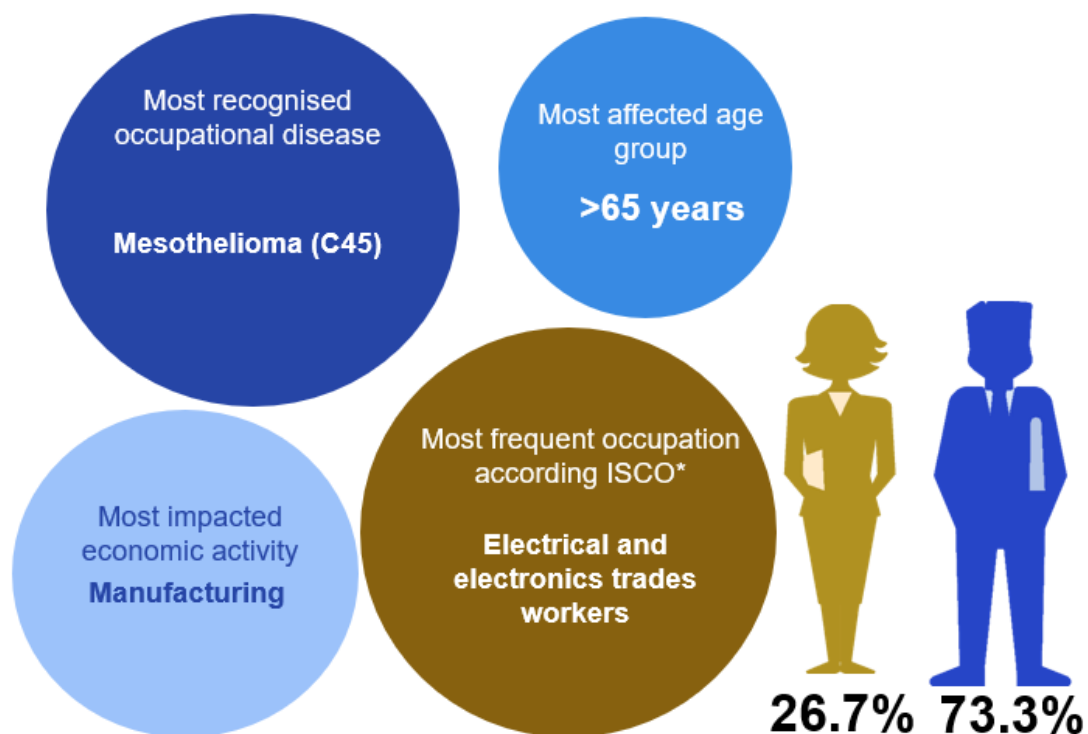 Most recognised
occupational disease
Mesothelioma (C45)
Most affected age
group
>65 years
Most impacted
economic activity
Manufacturing
Most frequent occupation
according ISCO*
Electrical and
electronics trades
workers
26.7% 73.3%